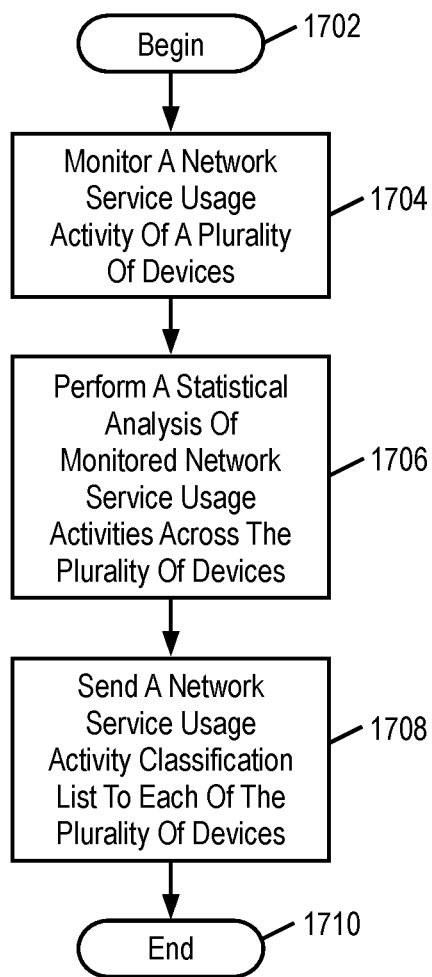 Begin
1702
Monitor A Network
Service Usage
Activity Of A Plurality
Of Devices
1704
Perform A Statistical
Analysis Of
Monitored Network
Service Usage
Activities Across The
Plurality Of Devices
1706
Send A Network
Service Usage
Activity Classification
List To Each Of The
Plurality Of Devices
1708
End
1710